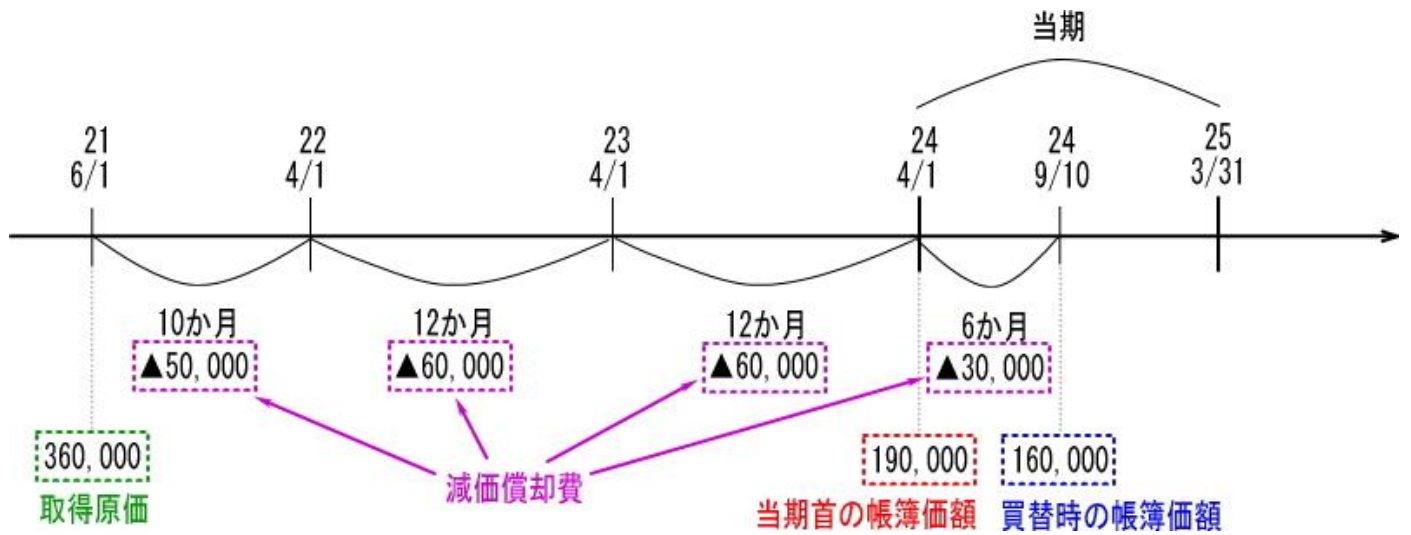 当期
21
6/1
22
4/1
23
4/1
24
4/1
24
9/10
25
3/31
10か月
▲50,000
12か月
▲60,000
12か月
▲60,000
6か月
▲30,000
360,000
取得原価
減価償却費
190,000
当期首の帳簿価額
160,000
買替時の帳簿価額